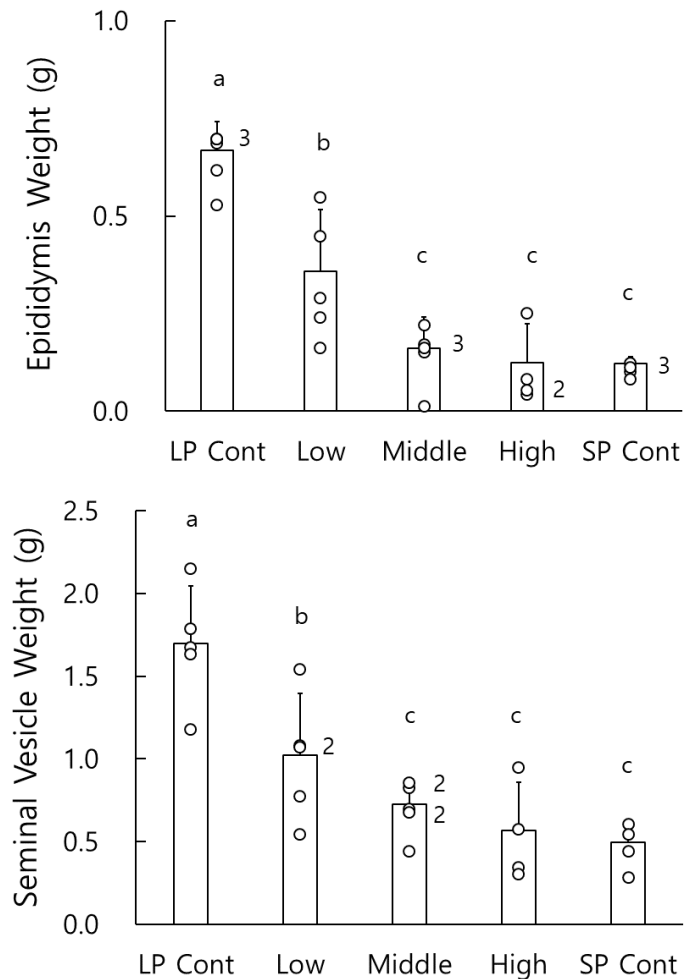 Epididymis Weight (g)
1.0
0.5
0.0
a
3
b
c
3
c
2
c
3
LP Cont Low Middle High SP Cont
Seminal Vesicle Weight (g)
2.5
2.0
1.5
1.0
0.5
0.0
a
b
2
c
2
2
c
c
LP Cont Low Middle High SP Cont